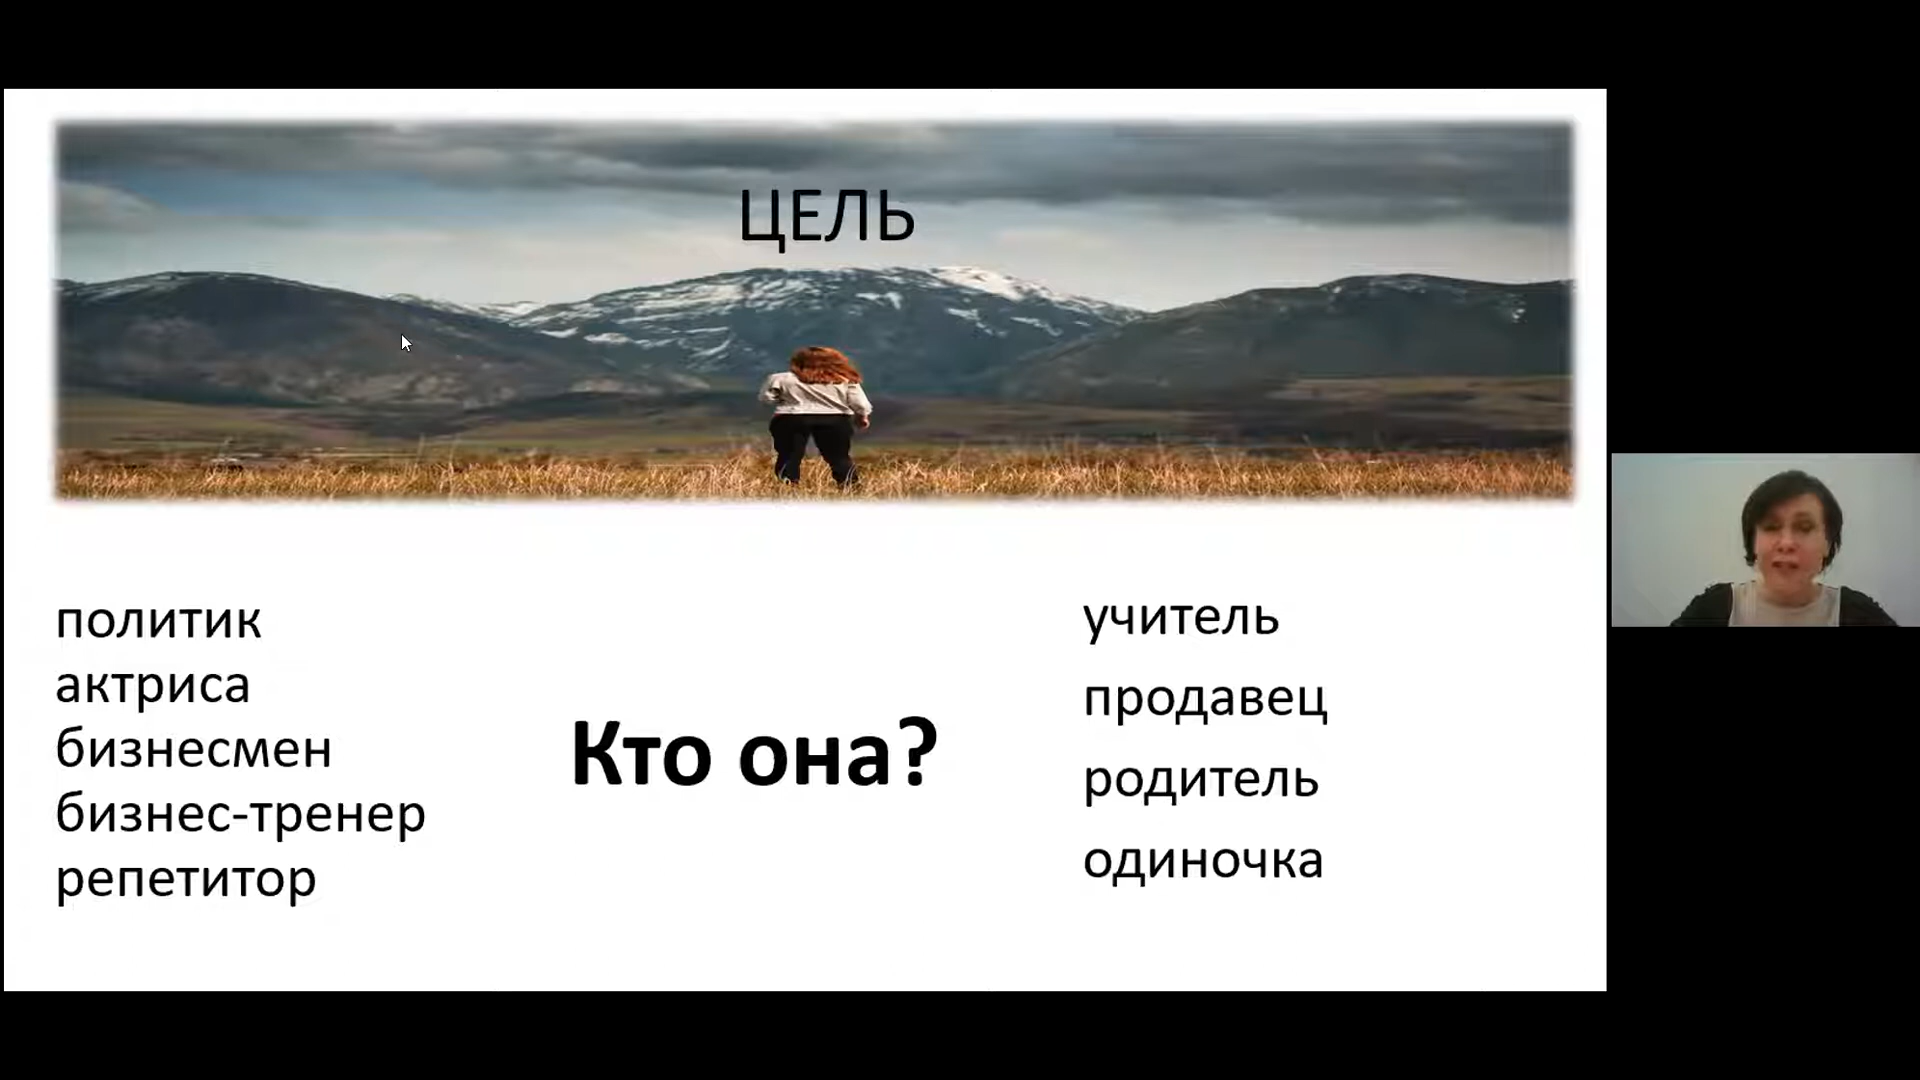 ЦЕЛЬ
политик
актриса
бизнесмен
бизнес-тренер
репетитор
Кто она?
учитель
продавец
родитель
одиночка